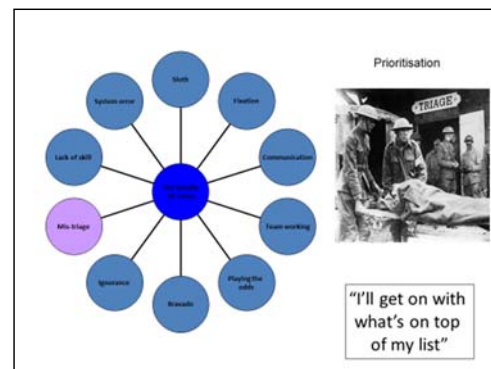 Prioritisation
Sloth
System error
Fixation
TRIAGE
Lack of skill
Communication
Mis-triage
Team working
Ignorance
Playing the
odds
Bravado
“I’ll get on with
what’s on top
of my list”